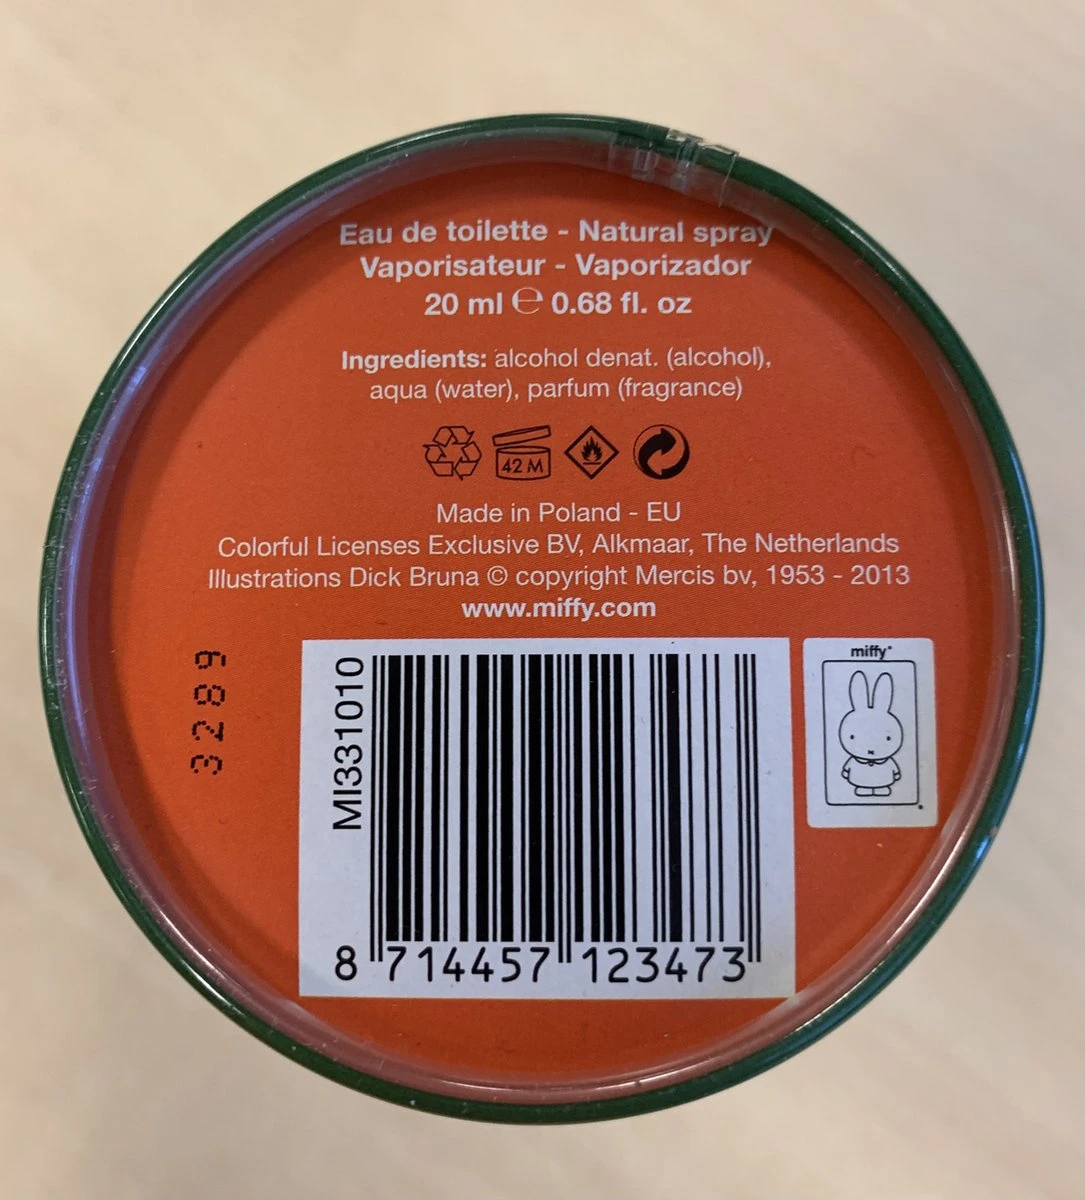 Eau de toilette - Natural spray
Vaporisateur - Vaporizador
20 ml ℮ 0.68 fl. oz
Ingredients: alcohol denat. (alcohol),
aqua (water), parfum (fragrance)
42 M
Made in Poland - EU
Colorful Licenses Exclusive BV, Alkmaar, The Netherlands
Illustrations Dick Bruna © copyright Mercis bv, 1953 - 2013
www.miffy.com
3289
MI331010
miffy®
8 714457 123473